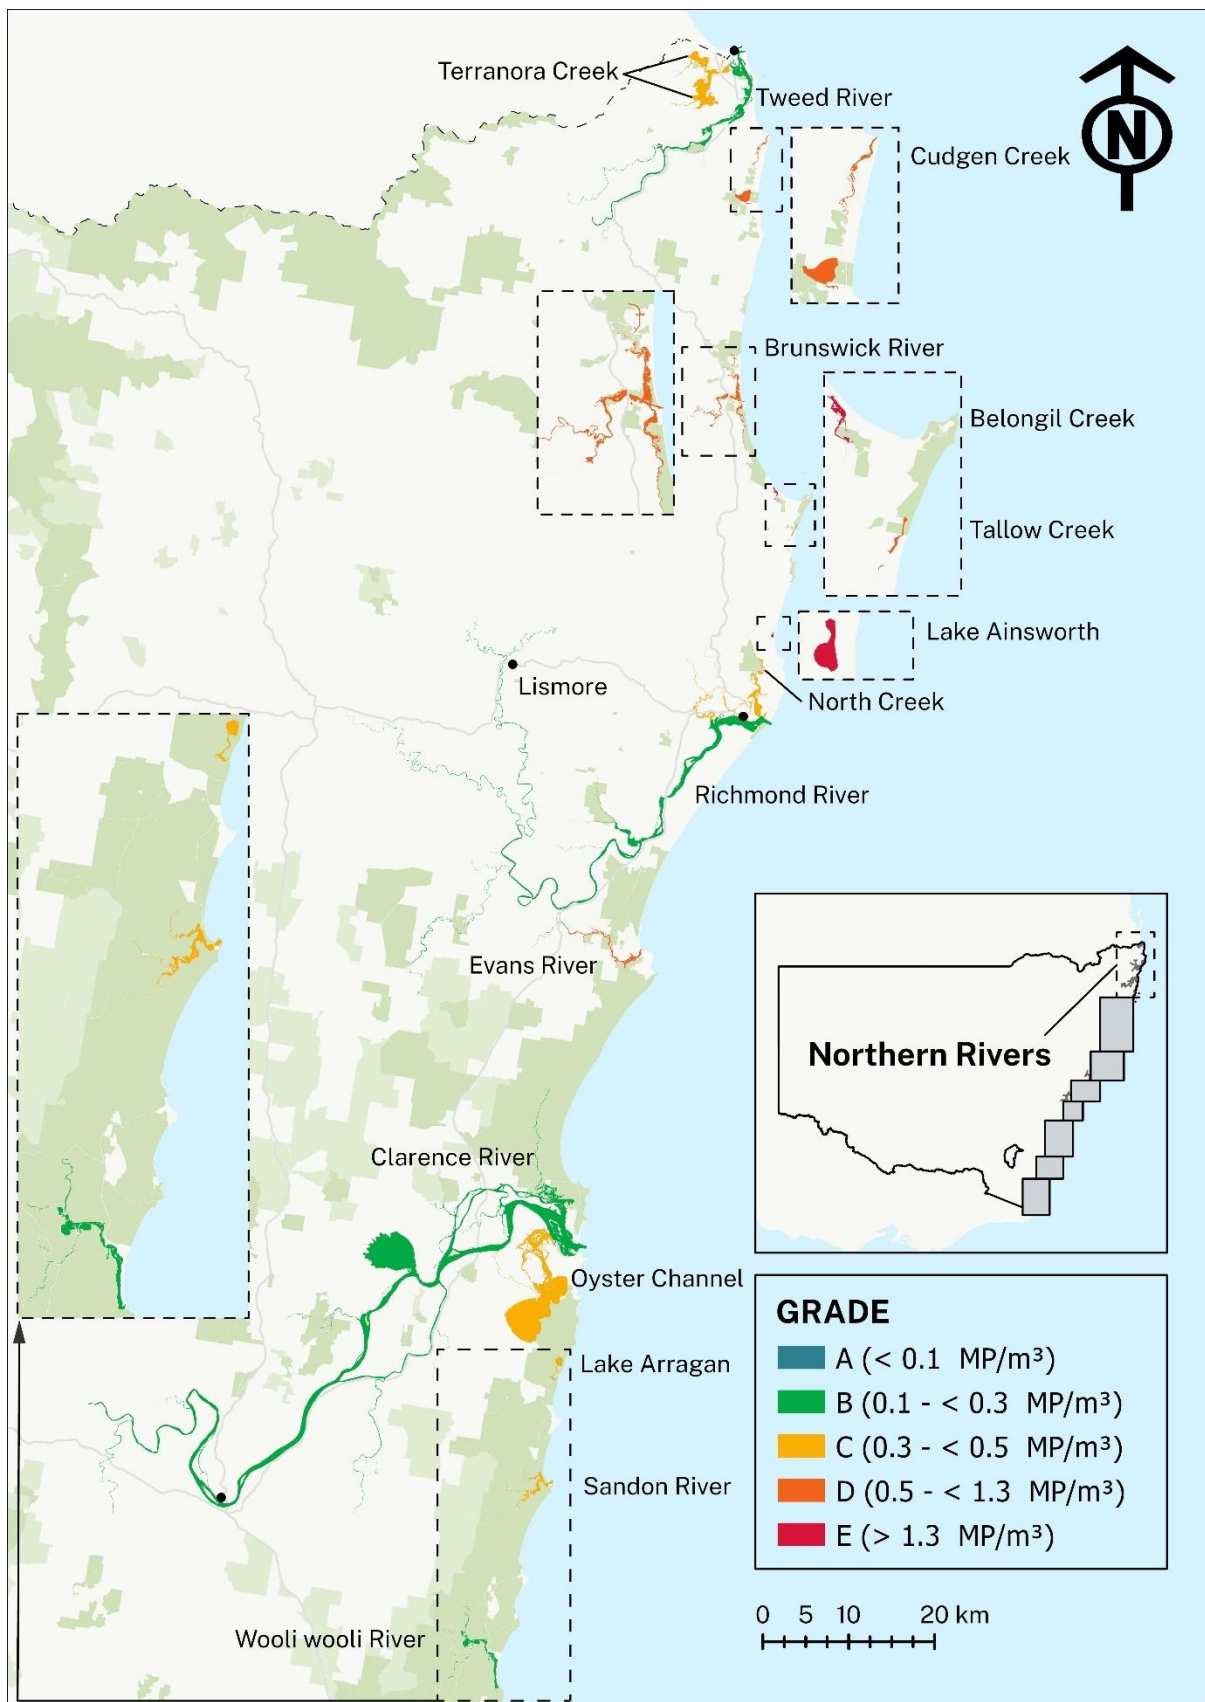 Terranora Creek
Tweed River
N
Cudgen Creek
Brunswick River
Belongil Creek
Tallow Creek
Lake Ainsworth
Lismore
North Creek
Richmond River
Evans River
Northern Rivers
Clarence River
Oyster Channel
Lake Arragan
Sandon River
Wooli wooli River
GRADE
A (< 0.1 MP/m³)
B (0.1 - < 0.3 MP/m³)
C (0.3 - < 0.5 MP/m³)
D (0.5 - < 1.3 MP/m³)
E (> 1.3 MP/m³)
0 5 10 20 km